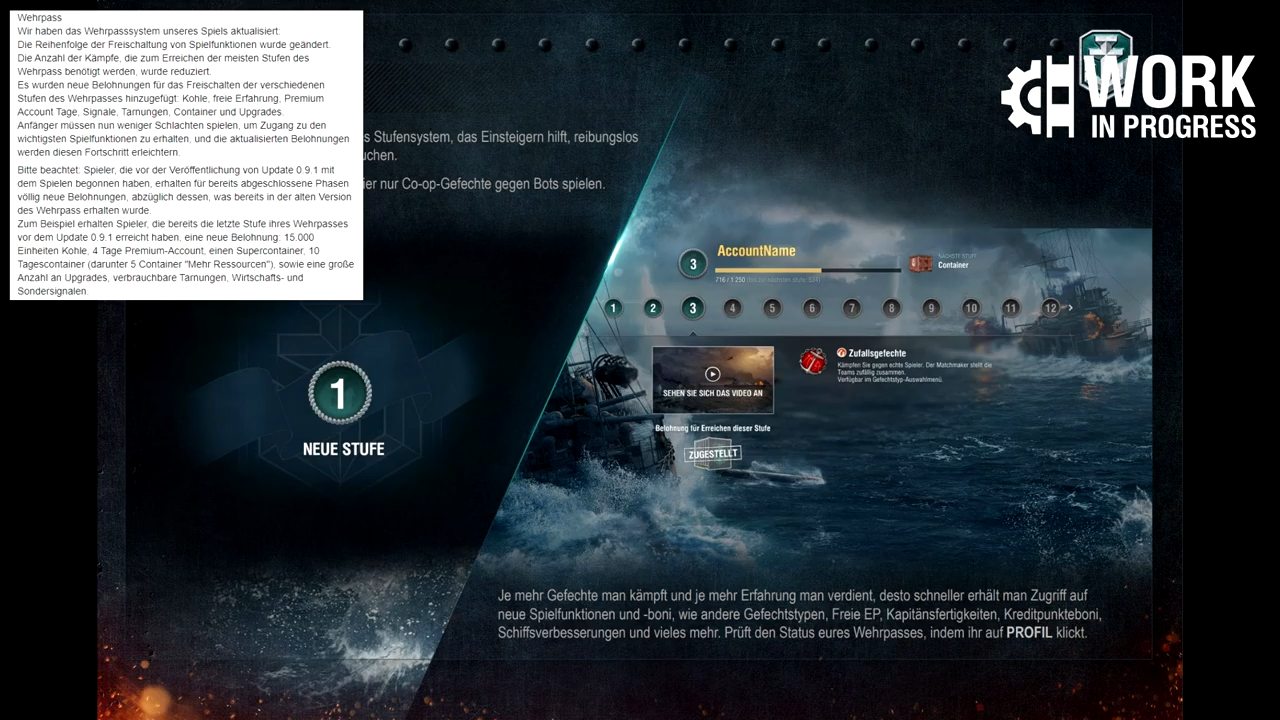 Wehrpass
Wir haben das Wehrpasssystem unseres Spiels aktualisiert:
Die Reihenfolge der Freischaltung von Spielfunktionen wurde geändert.
Die Anzahl der Kämpfe, die zum Erreichen der meisten Stufen des
Wehrpass benötigt werden, wurde reduziert.
Es wurden neue Belohnungen für das Freischalten der verschiedenen
Stufen des Wehrpasses hinzugefügt: Kohle, freie Erfahrung, Premium
Account Tage, Signale, Tarnungen, Container und Upgrades.
Anfänger müssen nun weniger Schlachten spielen, um Zugang zu den
wichtigsten Spielfunktionen zu erhalten, und die aktualisierten Belohnungen
werden diesen Fortschritt erleichtern.
Bitte beachtet: Spieler, die vor der Veröffentlichung von Update 0.9.1 mit
dem Spielen begonnen haben, erhalten für bereits abgeschlossene Phasen
völlig neue Belohnungen, abzüglich dessen, was bereits in der alten Version
des Wehrpass erhalten wurde.
Zum Beispiel erhalten Spieler, die bereits die letzte Stufe ihres Wehrpasses
vor dem Update 0.9.1 erreicht haben, eine neue Belohnung: 15.000
Einheiten Kohle, 4 Tage Premium-Account, einen Supercontainer, 10
Tagescontainer (darunter 5 Container "Mehr Ressourcen"), sowie eine große
Anzahl an Upgrades, verbrauchbare Tarnungen, Wirtschafts- und
Sondersignalen.
WORK
IN PROGRESS
s Stufensystem, das Einsteigern hilft, reibungslos
uchen.
ier nur Co-op-Gefechte gegen Bots spielen.
3
AccountName
716 / 1 250
NÄCHSTE STUFE
Container
1 2 3 4 5 6 7 8 9 10 11 12
SEHEN SIE SICH DAS VIDEO AN
Zufallsgefechte
Kämpfen Sie gegen echte Spieler. Der Matchmaker stellt die
Teams zufällig zusammen.
Verfügbar im Gefechtstyp-Auswahlmenü.
Belohnung für Erreichen dieser Stufe
ZUGESTELLT
1
NEUE STUFE
Je mehr Gefechte man kämpft und je mehr Erfahrung man verdient, desto schneller erhält man Zugriff auf
neue Spielfunktionen und -boni, wie andere Gefechtstypen, Freie EP, Kapitänsfertigkeiten, Kreditpunkteboni,
Schiffsverbesserungen und vieles mehr. Prüft den Status eures Wehrpasses, indem ihr auf PROFIL klickt.